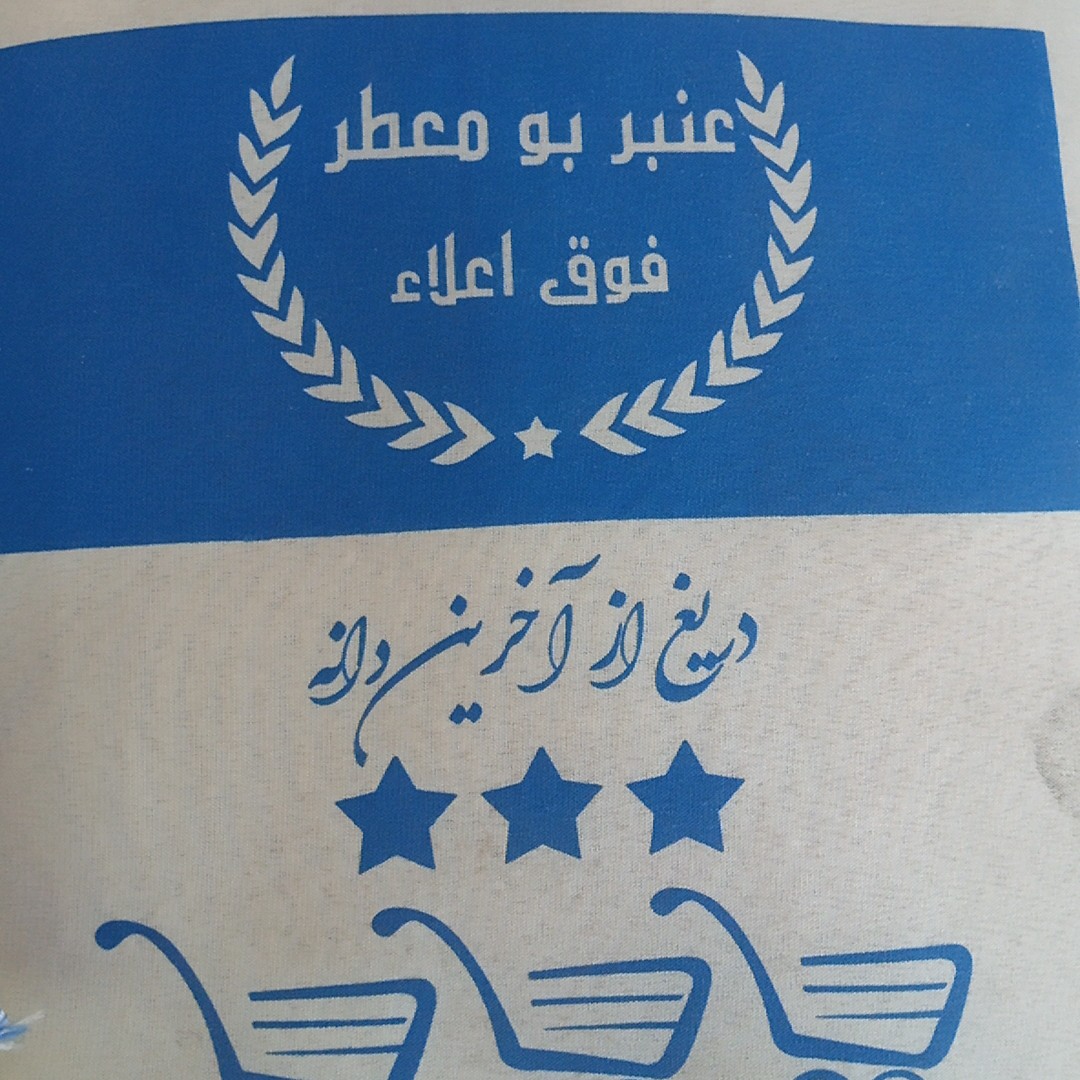 عنبر بو معطر
فوق اعلاء
دریغ از آخرین دانه